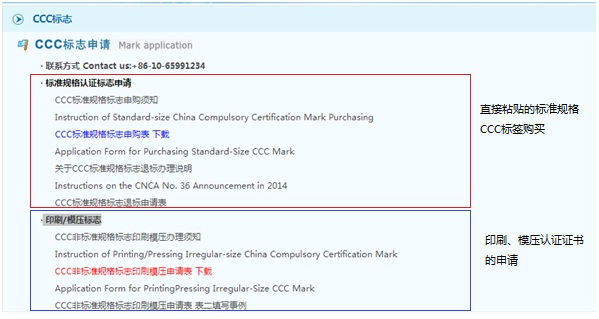 CCC标志
CCC标志申请 Mark application
· 联系方式 Contact us:+86-10-65991234
· 标准规格认证标志申请
CCC标准规格标志申购须知
Instruction of Standard-size China Compulsory Certification Mark Purchasing
CCC标准规格标志申购表 下载
Application Form for Purchasing Standard-Size CCC Mark
关于CCC标准规格标志退标办理说明
Instructions on the CNCA No. 36 Announcement in 2014
CCC标准规格标志退标申请表
直接粘贴的标准规格
CCC标签购买
· 印刷/模压标志
CCC非标准规格标志印刷模压办理须知
Instruction of Printing/Pressing Irregular-size China Compulsory Certification Mark
CCC非标准规格标志印刷模压申请表 下载
Application Form for PrintingPressing Irregular-Size CCC Mark
CCC非标准规格标志印刷模压申请表 表二填写事例
印刷、模压认证证书
的申请